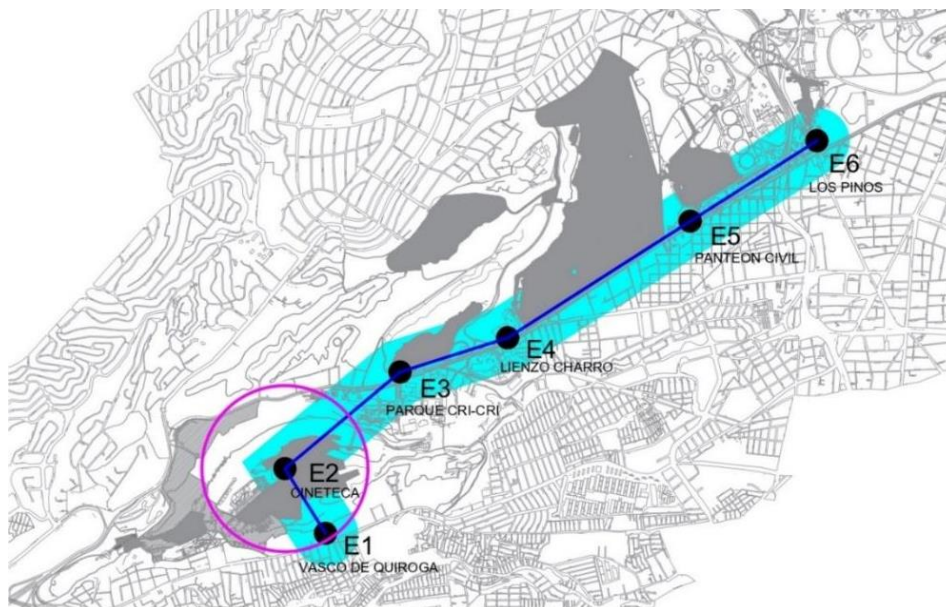 E6
LOS PINOS
E5
PANTEON CIVIL
E4
LIENZO CHARRO
E3
PARQUE CRI-CRI
E2
CINETECA
E1
VASCO DE QUIROGA